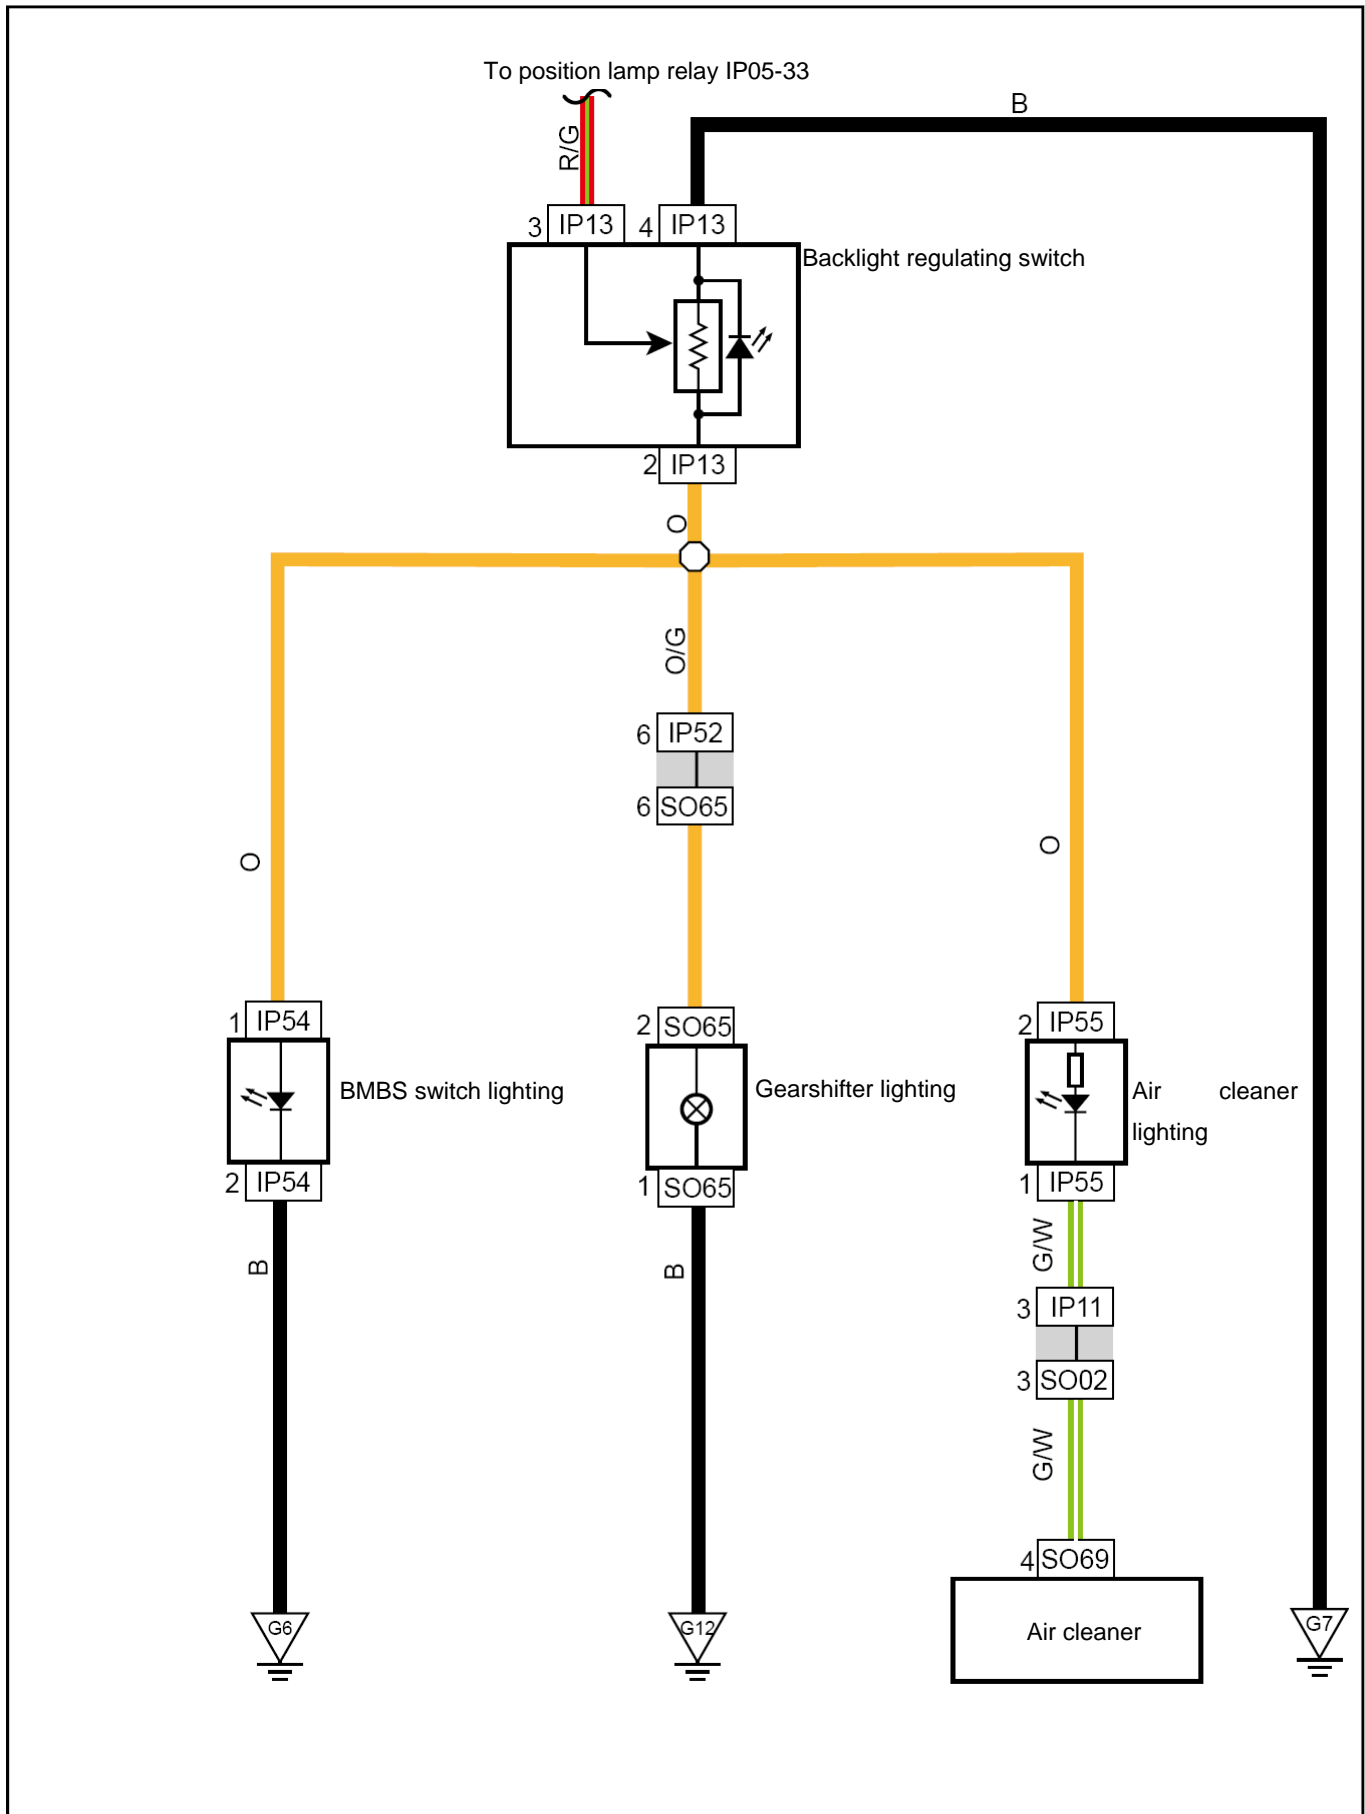 To position lamp relay IP05-33
B
R/G
3 IP13 4 IP13
Backlight regulating switch
2 IP13
O
O/G
6 IP52
6 SO65
O
O
1 IP54
2 SO65
2 IP55
BMBS switch lighting
Gearshifter lighting
Air cleaner
lighting
2 IP54
1 SO65
1 IP55
B
B
G/W
3 IP11
3 SO02
G/W
4 SO69
Air cleaner
G6
G12
G7